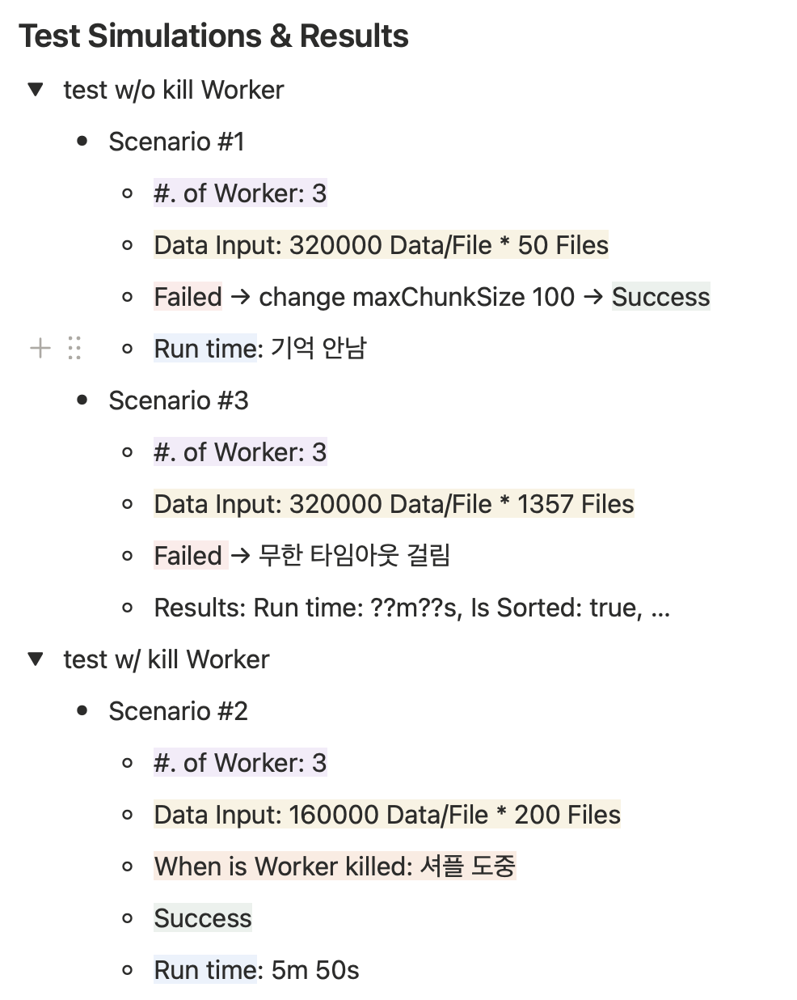 Test Simulations & Results
test w/o kill Worker
Scenario #1
#. of Worker: 3
Data Input: 320000 Data/File * 50 Files
Failed → change maxChunkSize 100 → Success
Run time: 기억 안남
Scenario #3
#. of Worker: 3
Data Input: 320000 Data/File * 1357 Files
Failed → 무한 타임아웃 걸림
Results: Run time: ??m??s, Is Sorted: true, ...
test w/ kill Worker
Scenario #2
#. of Worker: 3
Data Input: 160000 Data/File * 200 Files
When is Worker killed: 셔플 도중
Success
Run time: 5m 50s